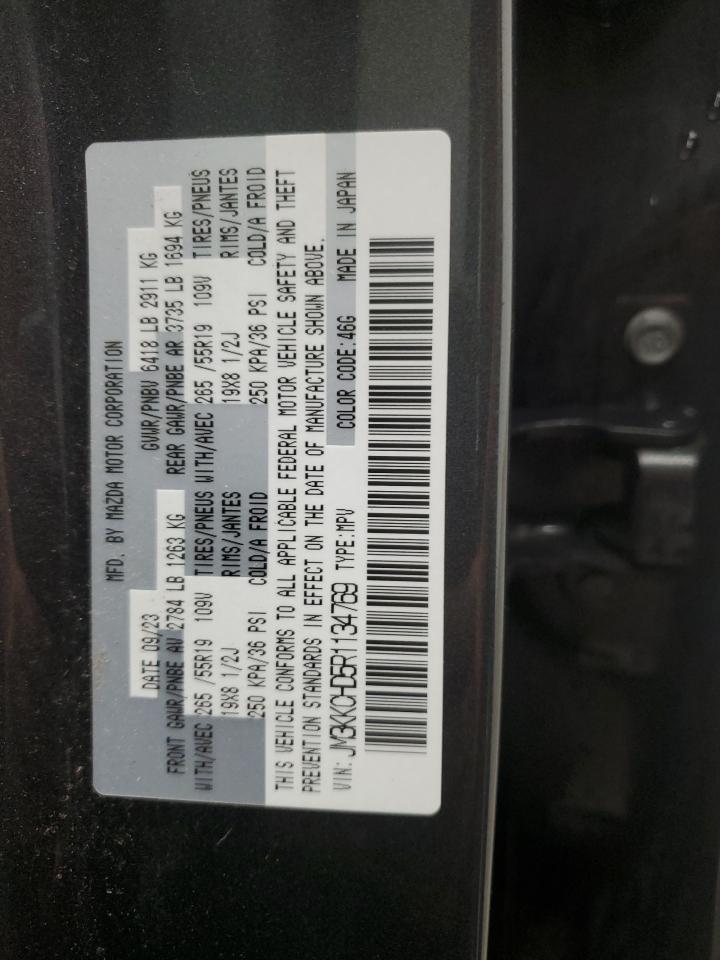 MFD. BY MAZDA MOTOR CORPORATION
DATE 09/23 GVWR/PNBV 6418 LB 2911 KG
FRONT GAWR/PNBE AV 2784 LB 1263 KG REAR GAWR/PNBE AR 3735 LB 1694 KG
WITH/AVEC 265 /55R19 109V TIRES/PNEUS WITH/AVEC 265 /55R19 109V TIRES/PNEUS
19X8 1/2J RIMS/JANTES 19X8 1/2J RIMS/JANTES
250 KPA/36 PSI COLD/A FROID 250 KPA/36 PSI COLD/A FROID
THIS VEHICLE CONFORMS TO ALL APPLICABLE FEDERAL MOTOR VEHICLE SAFETY AND THEFT
PREVENTION STANDARDS IN EFFECT ON THE DATE OF MANUFACTURE SHOWN ABOVE.
VIN: JM3KKCHD5R1134769 TYPE:MPV COLOR CODE:46G MADE IN JAPAN